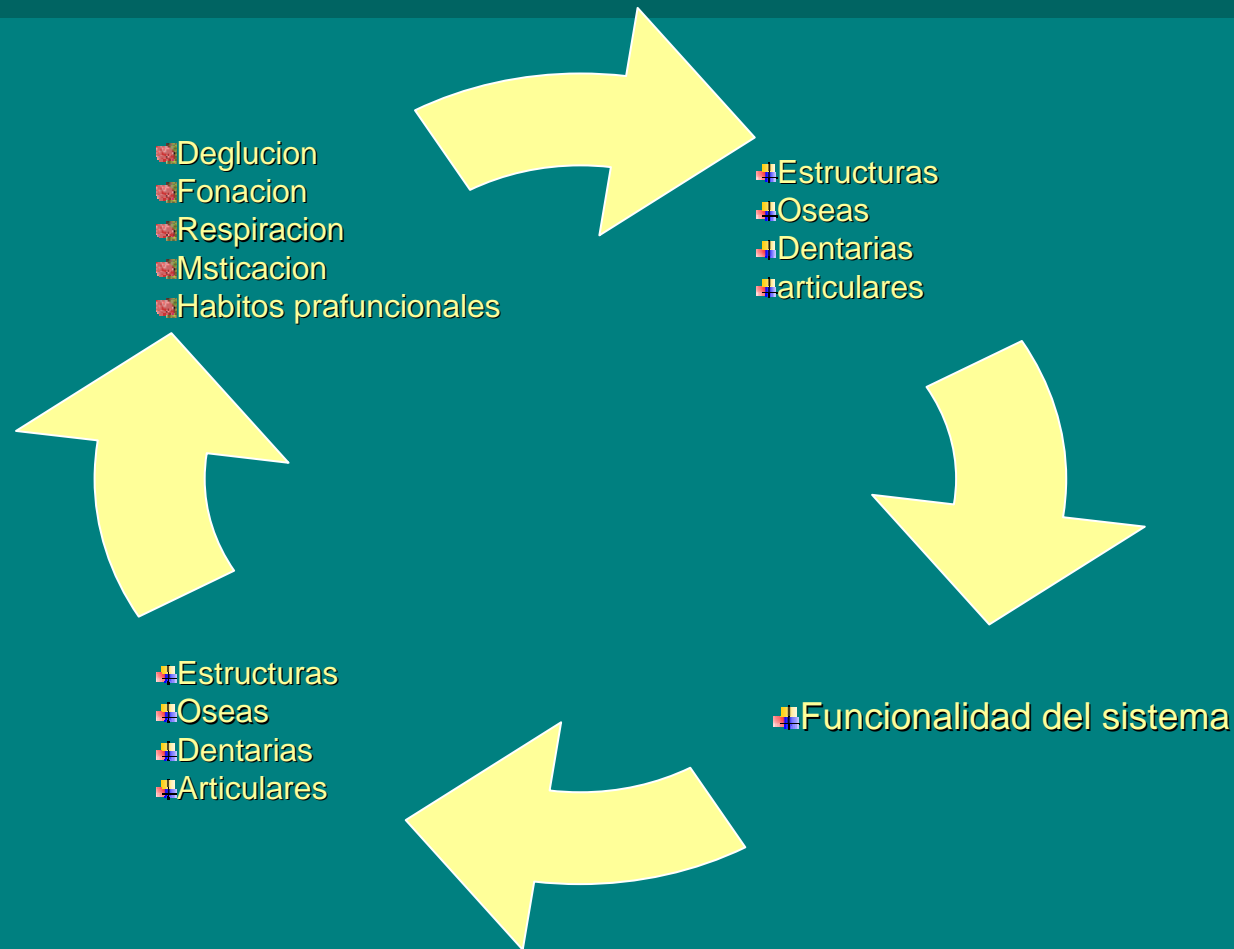 Deglucion
Fonacion
Respiracion
Msticacion
Habitos prafuncionales
Estructuras
Oseas
Dentarias
articulares
Funcionalidad del sistema
Estructuras
Oseas
Dentarias
Articulares